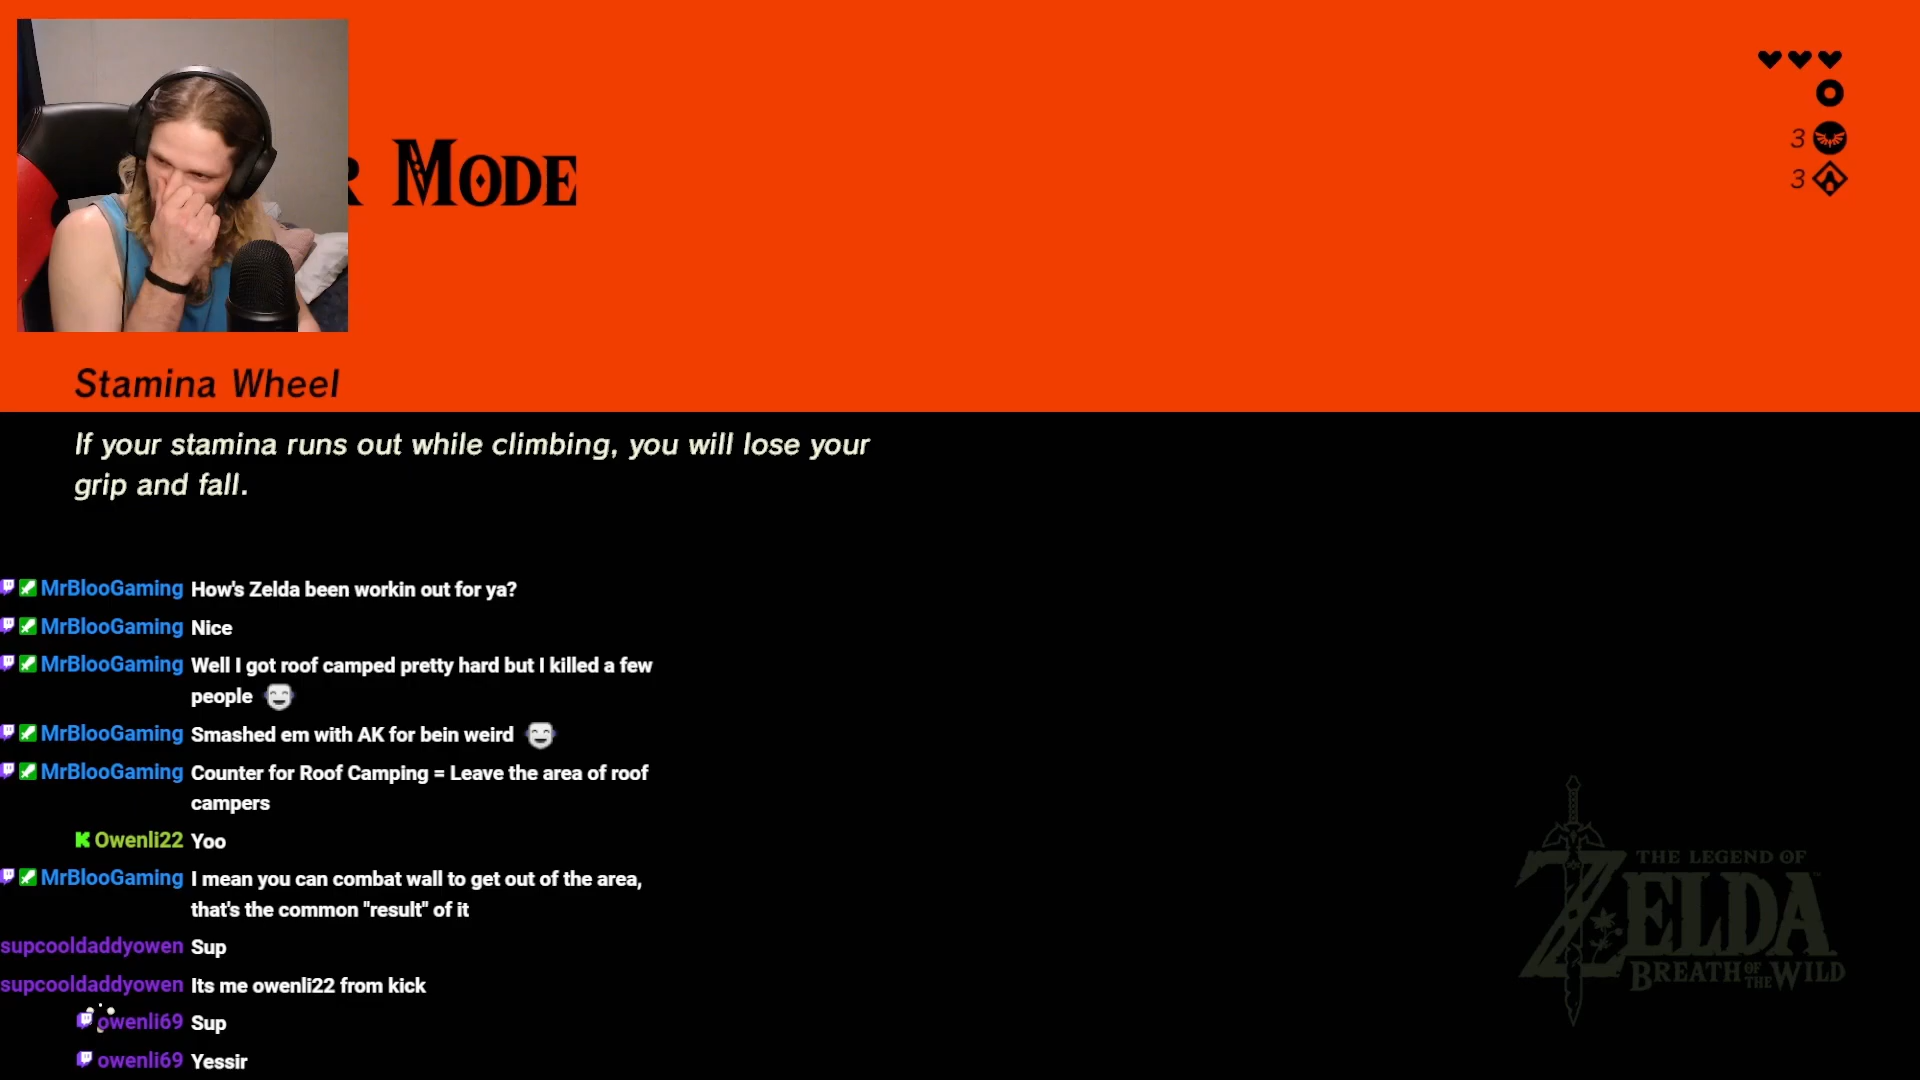 R MODE
3
3
Stamina Wheel
If your stamina runs out while climbing, you will lose your
grip and fall.
MrBlooGaming How's Zelda been workin out for ya?
MrBlooGaming Nice
MrBlooGaming Well I got roof camped pretty hard but I killed a few
people
MrBlooGaming Smashed em with AK for bein weird
MrBlooGaming Counter for Roof Camping = Leave the area of roof
campers
Owenli22 Yoo
MrBlooGaming I mean you can combat wall to get out of the area,
that's the common "result" of it
supcooldaddyowen Sup
supcooldaddyowen Its me owenli22 from kick
owenli69 Sup
owenli69 Yessir
THE LEGEND OF
ZELDA
BREATH OF THE WILD